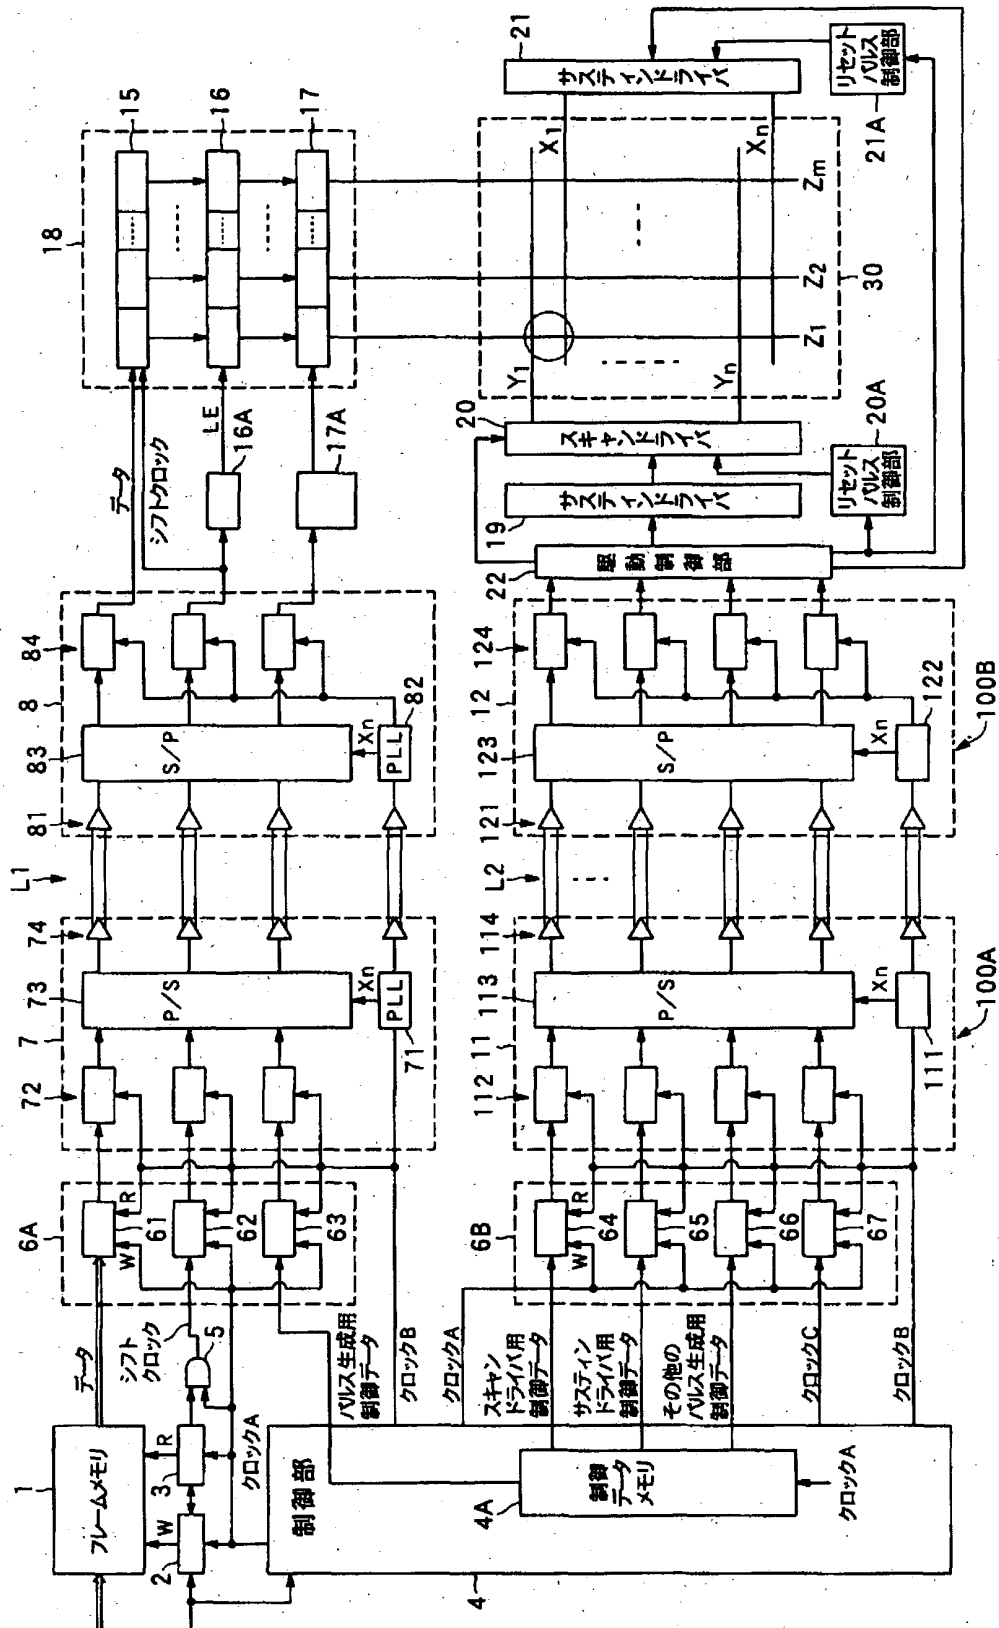 1
フレームメモリ
W
R
2
3
データ
シフト
クロック
5
クロックA
パルス生成用
制御データ
クロックB
6A
W
R
61
62
63
7
72
73
P/S
Xn
PLL
71
74
L1
8
81
83
S/P
Xn
PLL
82
84
データ
シフトクロック
LE
16A
17A
18
15
16
17
4
制御部
4A
制御
データ
メモリ
クロックA
クロックA
スキャン
ドライバ用
制御データ
サスティン
ドライバ用
制御データ
その他の
パルス生成用
制御データ
クロックC
クロックB
6B
W
R
64
65
66
67
11
112
113
P/S
Xn
111
100A
114
L2
12
121
123
S/P
Xn
122
100B
124
22
駆動制御部
19
サスティンドライバ
20
スキャンドライバ
20A
リセット
パルス
制御部
Y1
Yn
X1
Xn
Z1
Z2
Zm
30
21
サスティンドライバ
21A
リセット
パルス
制御部